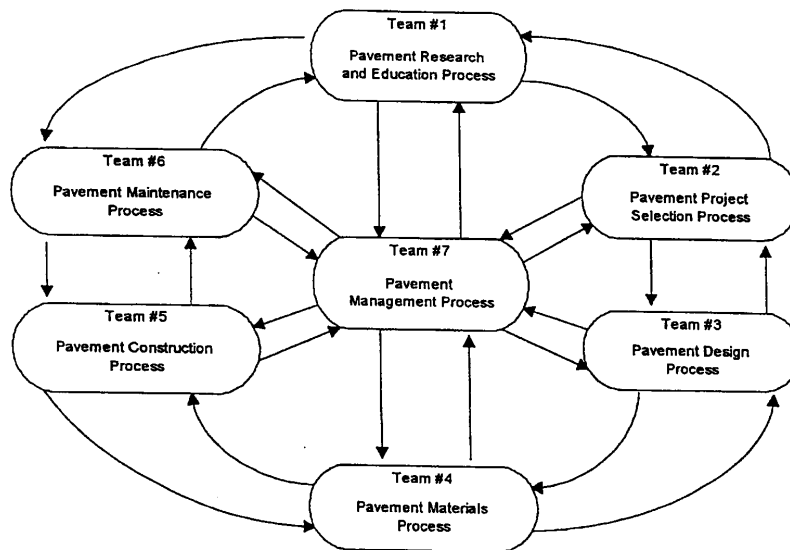 Team #1
Pavement Research
and Education Process
Team #6
Pavement Maintenance
Process
Team #2
Pavement Project
Selection Process
Team #7
Pavement
Management Process
Team #5
Pavement Construction
Process
Team #3
Pavement Design
Process
Team #4
Pavement Materials
Process